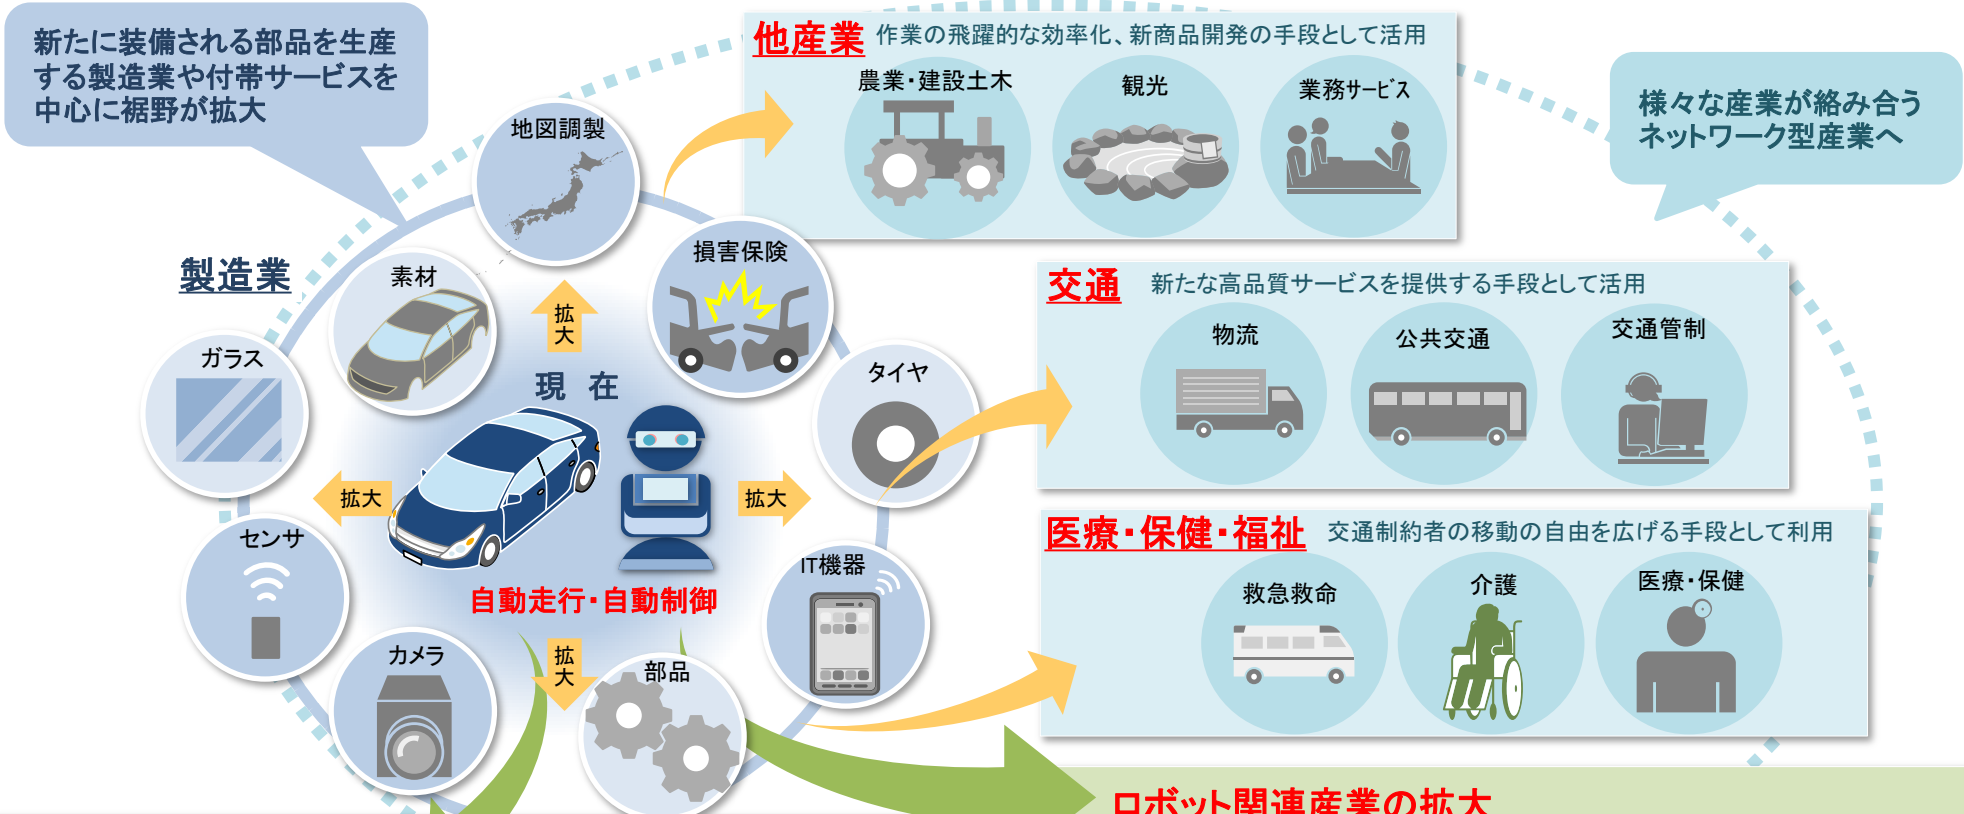 新たに装備される部品を生産
する製造業や付帯サービスを
中心に裾野が拡大
他産業 作業の飛躍的な効率化、新商品開発の手段として活用
農業・建設土木
観光
業務サービス
様々な産業が絡み合う
ネットワーク型産業へ
地図調製
損害保険
製造業
素材
ガラス
タイヤ
センサ
IT機器
カメラ
部品
拡大
現 在
拡大
拡大
自動走行・自動制御
拡大
交通 新たな高品質サービスを提供する手段として活用
物流
公共交通
交通管制
医療・保健・福祉 交通制約者の移動の自由を広げる手段として利用
救急救命
介護
医療・保健
ロボット関連産業の拡大